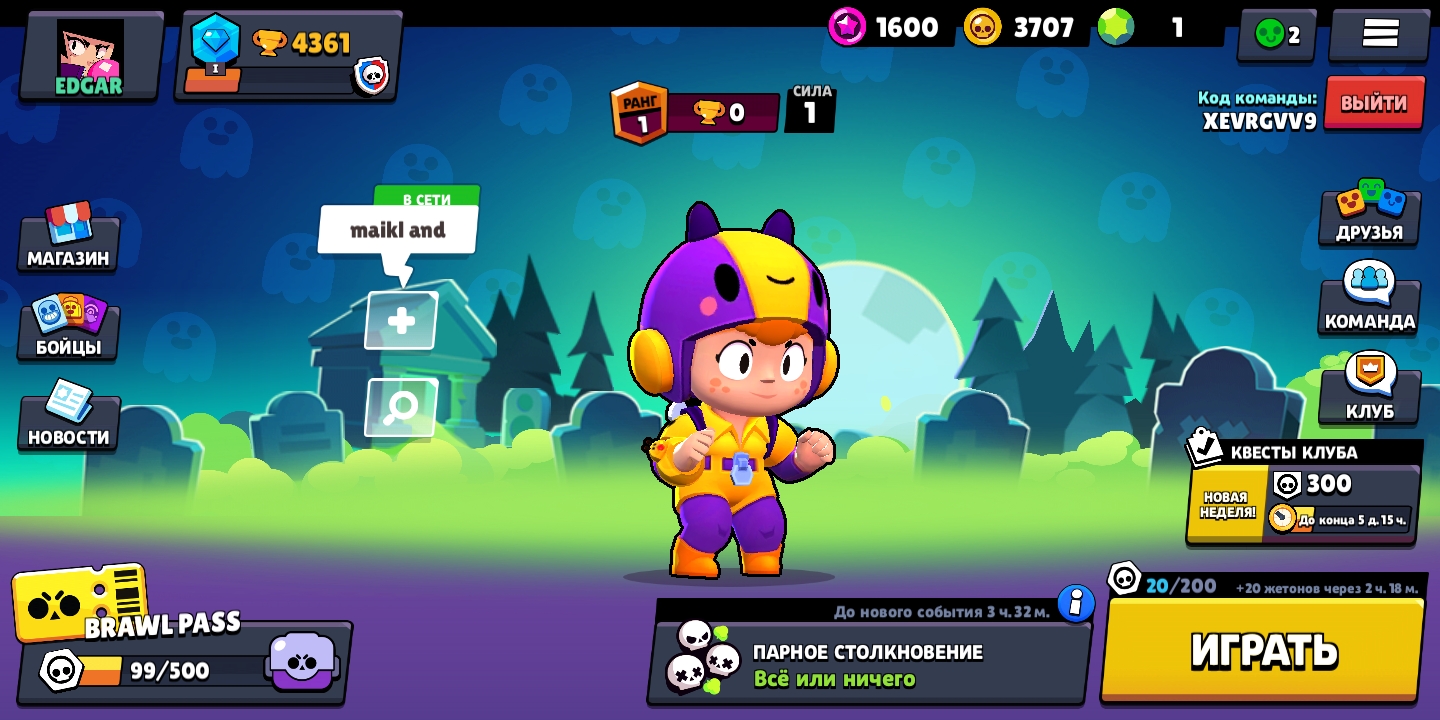 EDGAR
I
4361
1600
3707
1
2
РАНГ
1
0
СИЛА
1
Код команды:
XEVRGVV9
ВЫЙТИ
В СЕТИ
maikl and
МАГАЗИН
БОЙЦЫ
НОВОСТИ
ДРУЗЬЯ
КОМАНДА
КЛУБ
КВЕСТЫ КЛУБА
НОВАЯ
НЕДЕЛЯ!
300
До конца 5 д. 15 ч.
BRAWL PASS
99/500
До нового события 3 ч. 32 м.
i
ПАРНОЕ СТОЛКНОВЕНИЕ
Всё или ничего
20/200
+20 жетонов через 2 ч. 18 м.
ИГРАТЬ